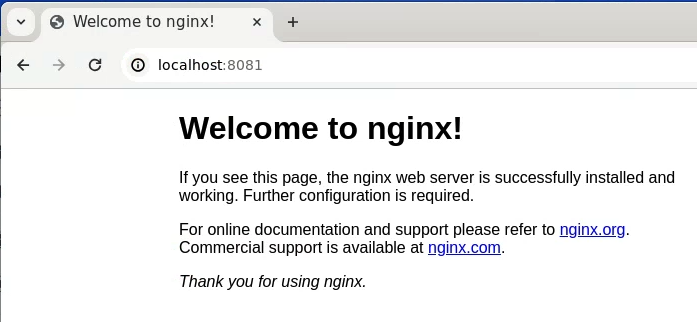 Welcome to nginx!
localhost:8081
Welcome to nginx!
If you see this page, the nginx web server is successfully installed and
working. Further configuration is required.
For online documentation and support please refer to nginx.org.
Commercial support is available at nginx.com.
Thank you for using nginx.